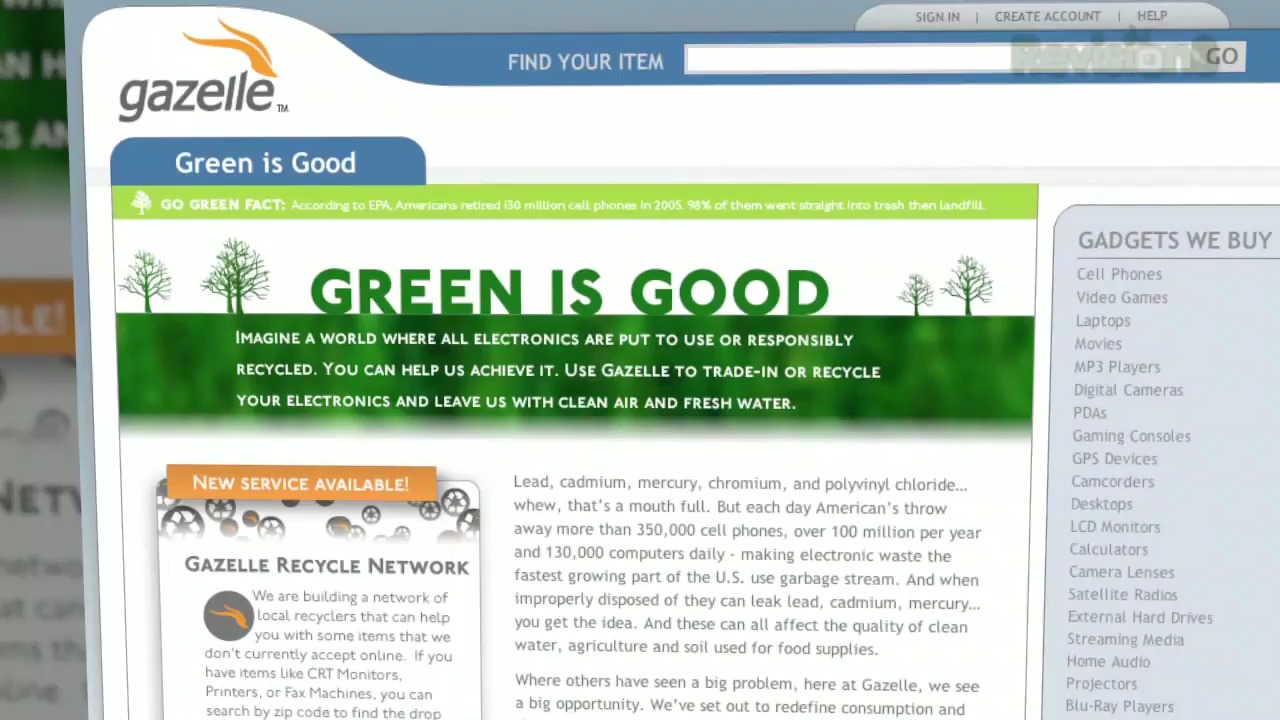 SIGN IN | CREATE ACCOUNT | HELP
FIND YOUR ITEM
GO
gazelle™
Green is Good
GO GREEN FACT: According to EPA, Americans retired 130 million cell phones in 2005. 98% of them went straight into trash then landfill.
GREEN IS GOOD
IMAGINE A WORLD WHERE ALL ELECTRONICS ARE PUT TO USE OR RESPONSIBLY
RECYCLED. YOU CAN HELP US ACHIEVE IT. USE GAZELLE TO TRADE-IN OR RECYCLE
YOUR ELECTRONICS AND LEAVE US WITH CLEAN AIR AND FRESH WATER.
NEW SERVICE AVAILABLE!
GAZELLE RECYCLE NETWORK
We are building a network of
local recyclers that can help
you with some items that we
don't currently accept online. If you
have items like CRT Monitors,
Printers, or Fax Machines, you can
search by zip code to find the drop
Lead, cadmium, mercury, chromium, and polyvinyl chloride...
whew, that's a mouth full. But each day American's throw
away more than 350,000 cell phones, over 100 million per year
and 130,000 computers daily - making electronic waste the
fastest growing part of the U.S. use garbage stream. And when
improperly disposed of they can leak lead, cadmium, mercury...
you get the idea. And these can all affect the quality of clean
water, agriculture and soil used for food supplies.
Where others have seen a big problem, here at Gazelle, we see
a big opportunity. We've set out to redefine consumption and
GADGETS WE BUY
Cell Phones
Video Games
Laptops
Movies
MP3 Players
Digital Cameras
PDAs
Gaming Consoles
GPS Devices
Camcorders
Desktops
LCD Monitors
Calculators
Camera Lenses
Satellite Radios
External Hard Drives
Streaming Media
Home Audio
Projectors
Blu-Ray Players